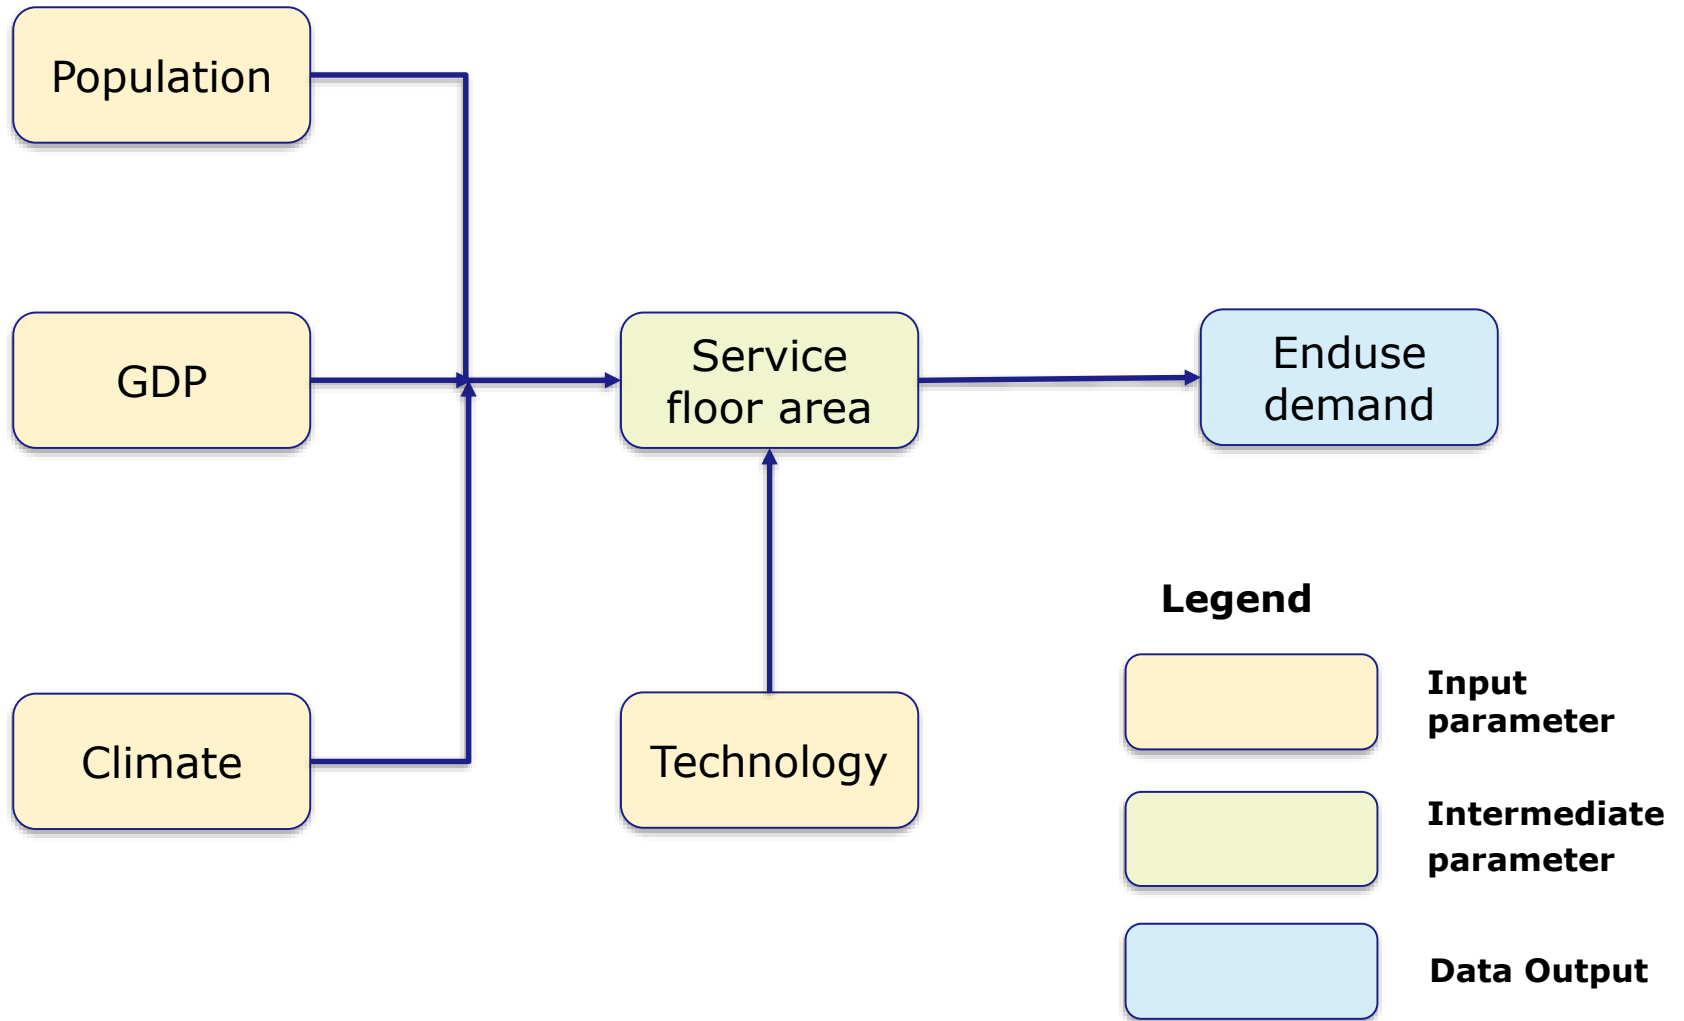 Population
GDP
Service
floor area
Enduse
demand
Climate
Technology
Legend
Input
parameter
Intermediate
parameter
Data Output